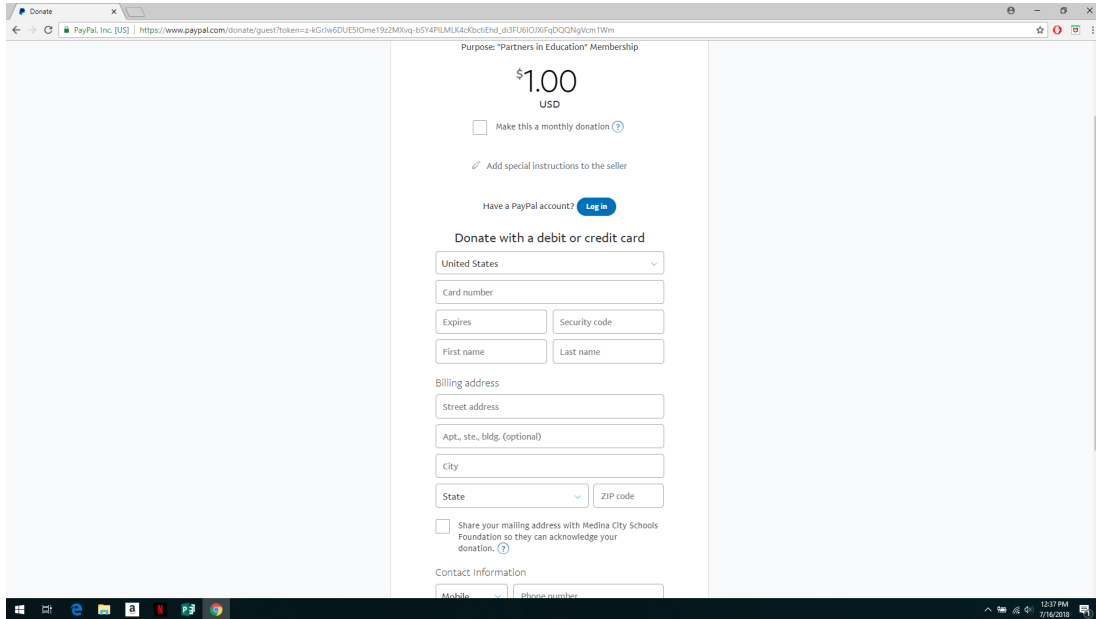 Donate
PayPal, Inc. [US] | https://www.paypal.com/donate/guest?token=z-kGrJw6DUE5IOme19z2MXvq-b5Y4PILMLK4cKbctiEhd_di3FU6IOJXiFqDQQNgVcm1Wm
Purpose: "Partners in Education" Membership
$1.00
USD
Make this a monthly donation ?
Add special instructions to the seller
Have a PayPal account? Log in
Donate with a debit or credit card
United States
Card number
Expires Security code
First name Last name
Billing address
Street address
Apt., ste., bldg. (optional)
City
State ZIP code
Share your mailing address with Medina City Schools
Foundation so they can acknowledge your
donation. ?
Contact Information
Mobile Phone number
12:37 PM
7/16/2018